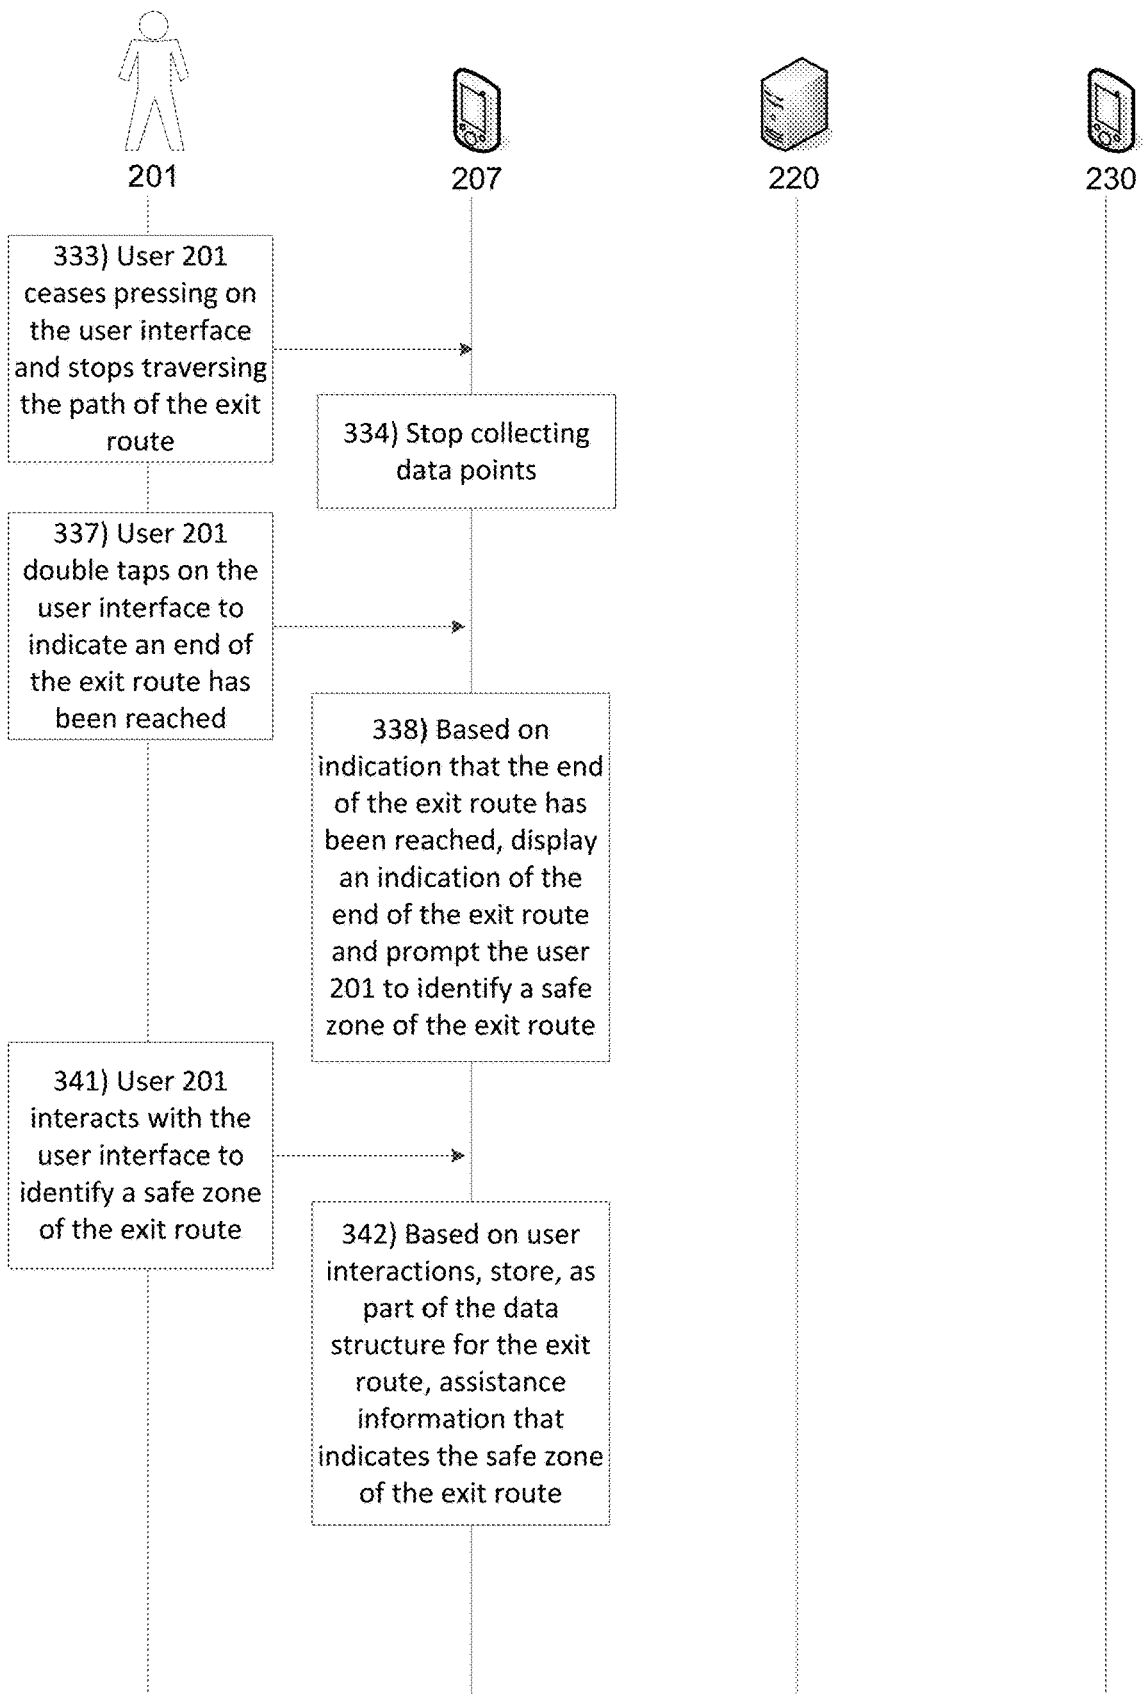 201
207
220
230
333) User 201
ceases pressing on
the user interface
and stops traversing
the path of the exit
route
334) Stop collecting
data points
337) User 201
double taps on the
user interface to
indicate an end of
the exit route has
been reached
338) Based on
indication that the end
of the exit route has
been reached, display
an indication of the
end of the exit route
and prompt the user
201 to identify a safe
zone of the exit route
341) User 201
interacts with the
user interface to
identify a safe zone
of the exit route
342) Based on user
interactions, store, as
part of the data
structure for the exit
route, assistance
information that
indicates the safe zone
of the exit route